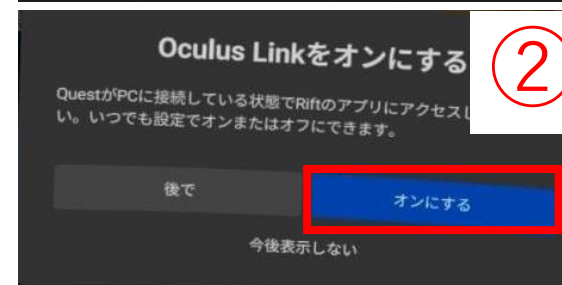 Oculus Linkをオンにする
②
QuestがPCに接続している状態でRiftのアプリにアクセスし
い。いつでも設定でオンまたはオフにできます。
後で
オンにする
今後表示しない